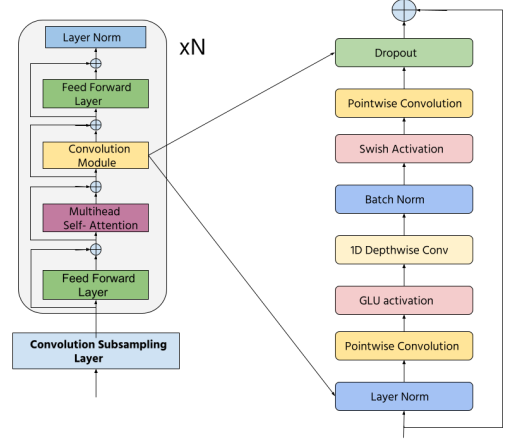 Layer Norm
xN
Feed Forward
Layer
Convolution
Module
Multihead
Self- Attention
Feed Forward
Layer
Convolution Subsampling
Layer
Dropout
Pointwise Convolution
Swish Activation
Batch Norm
1D Depthwise Conv
GLU activation
Pointwise Convolution
Layer Norm